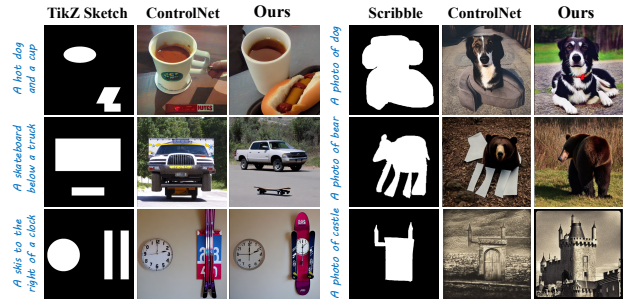 TikZ Sketch ControlNet Ours Scribble ControlNet Ours
A hot dog
and a cup
A photo of dog
A skateboard
below a truck
A photo of bear
A skis to the
right of a clock
A photo of castle